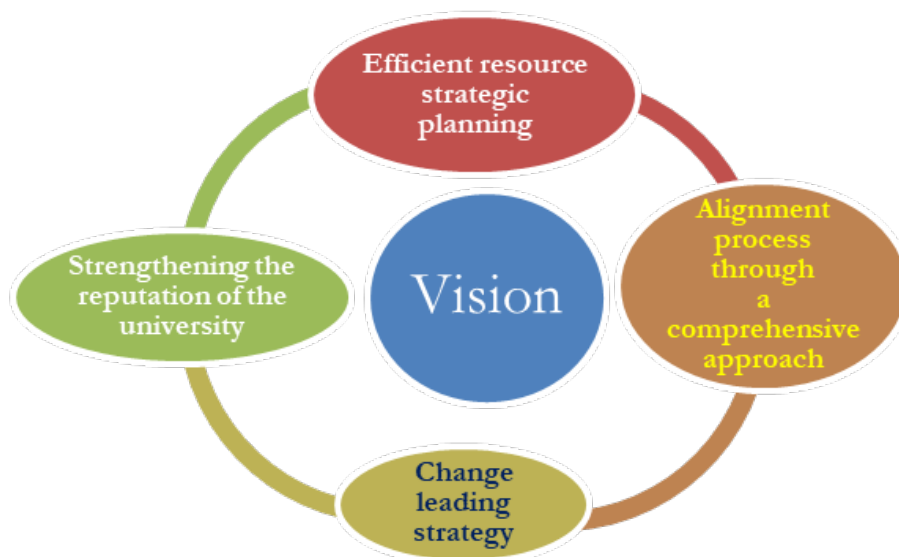 Efficient resource
strategic
planning
Alignment
process
through
a
comprehensive
approach
Strengthening the
reputation of the
university
Vision
Change
leading
strategy